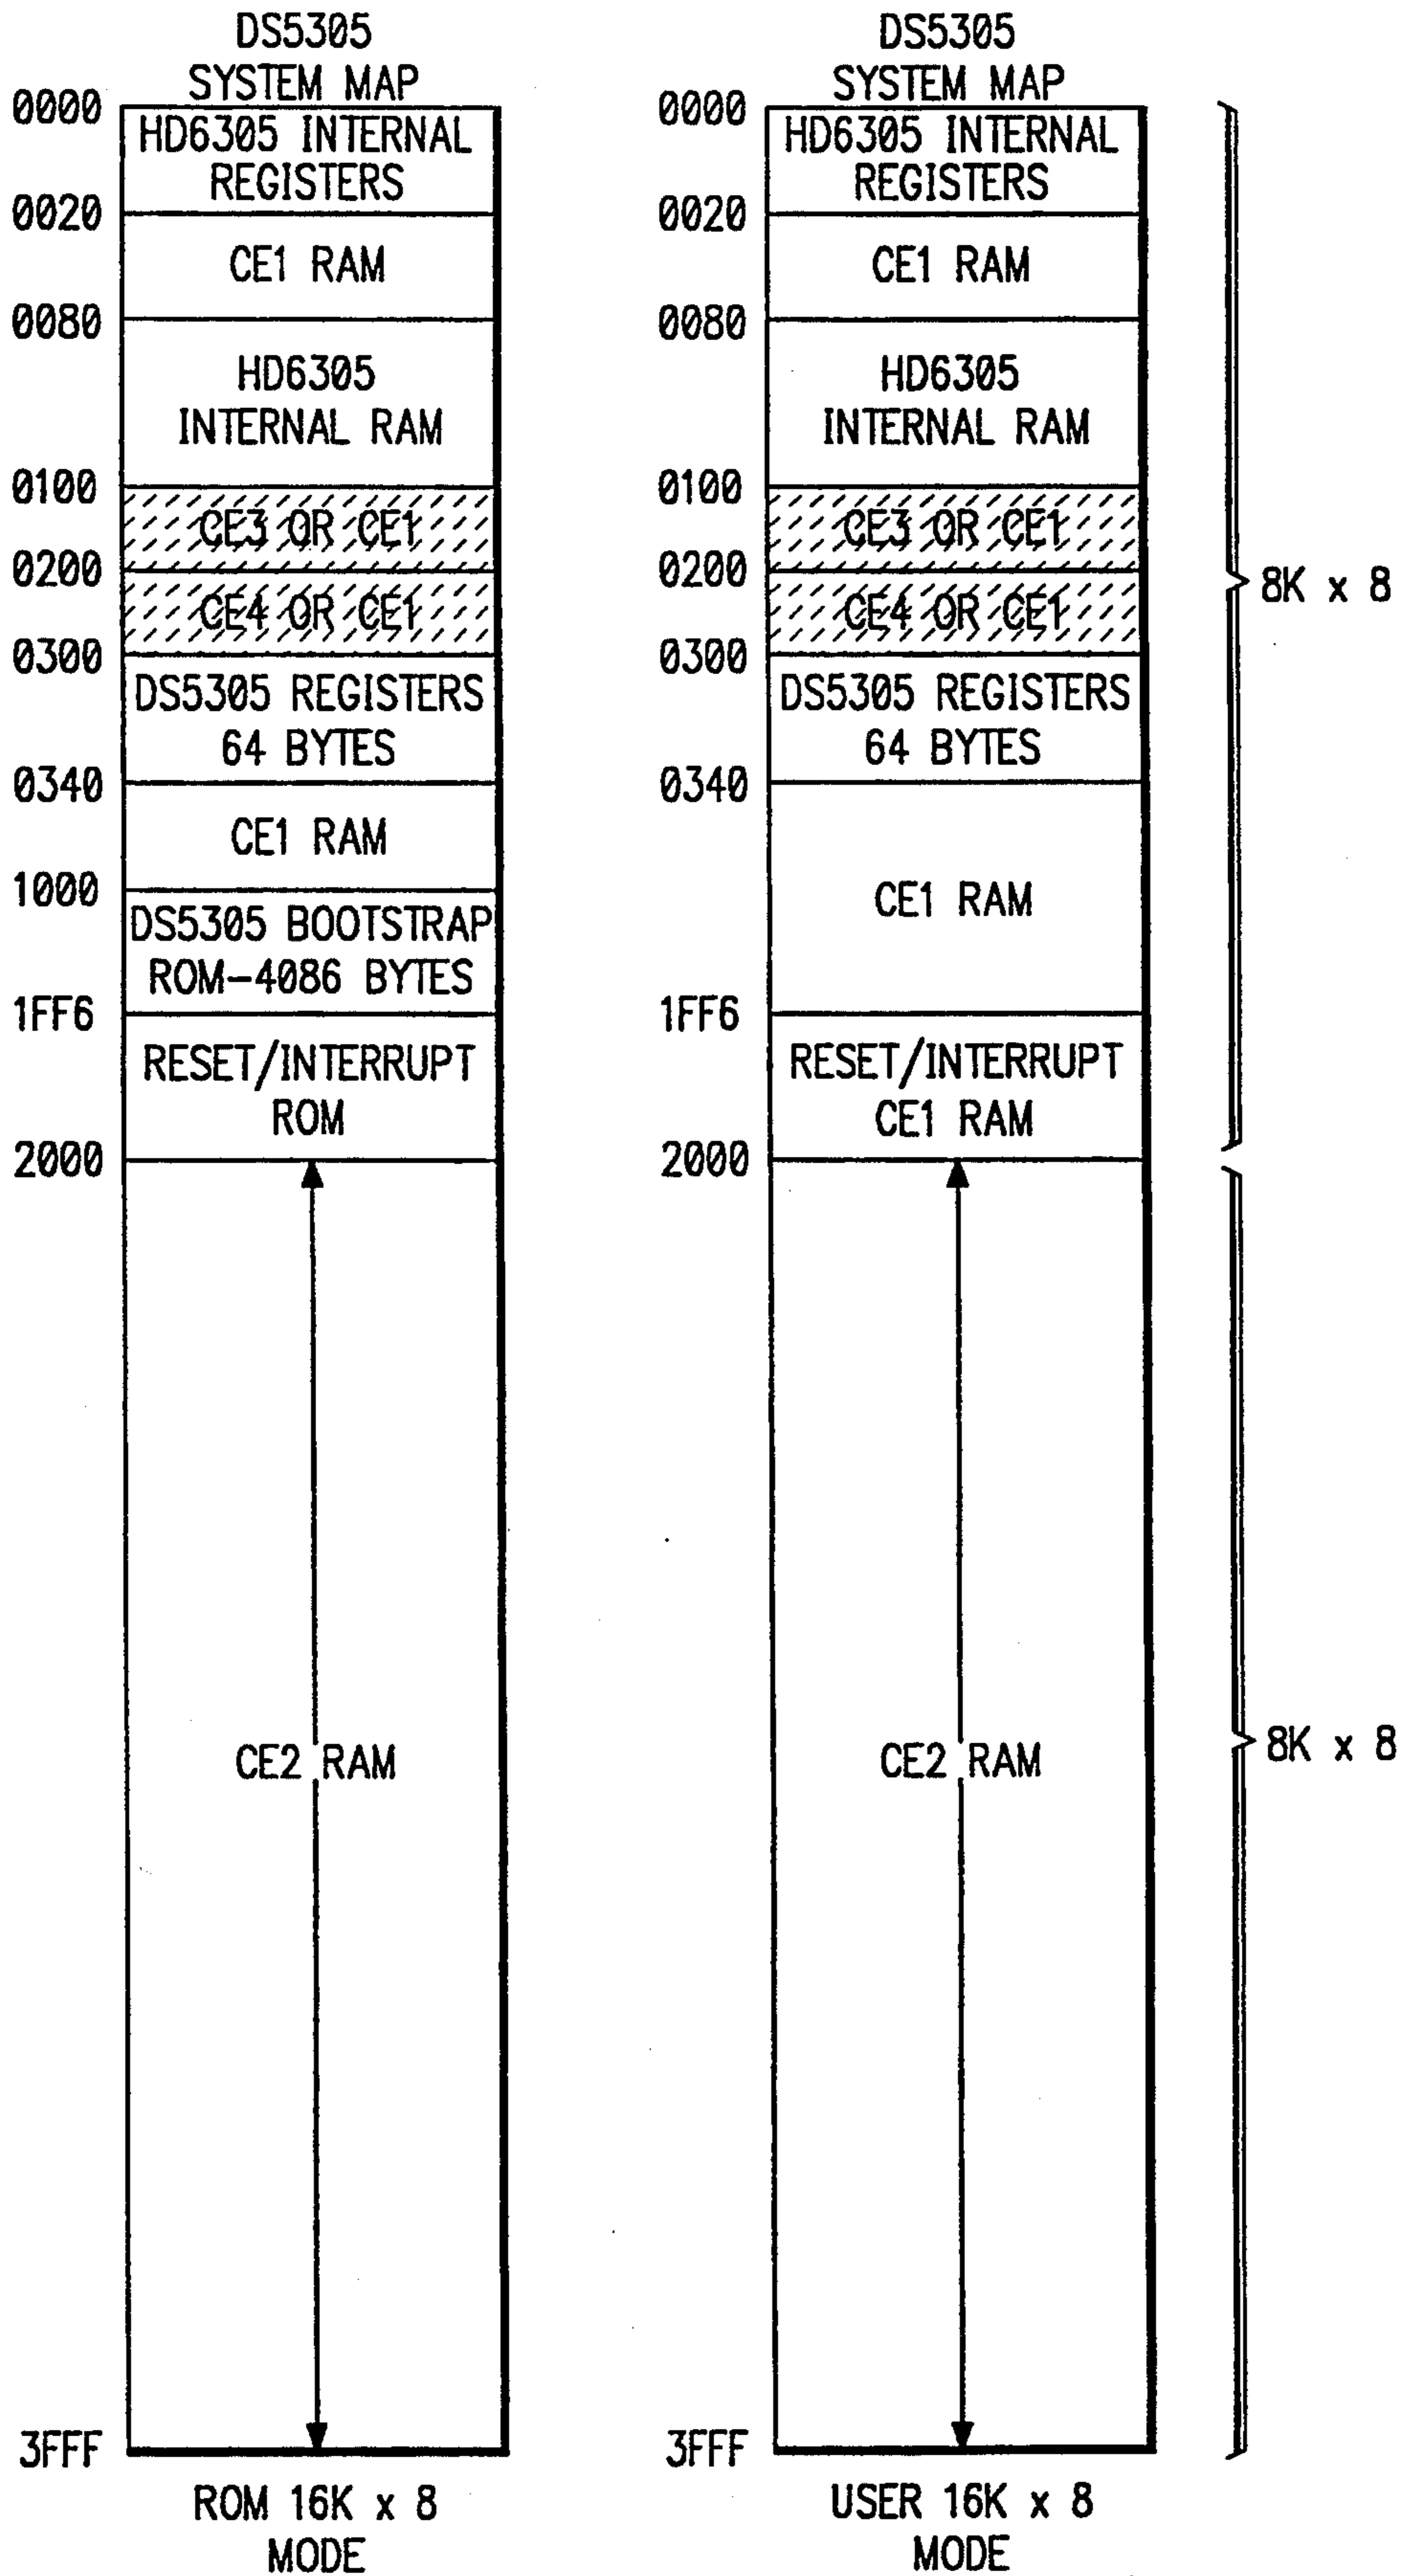 DS5305
SYSTEM MAP
0000
HD6305 INTERNAL
REGISTERS
0020
CE1 RAM
0080
HD6305
INTERNAL RAM
0100
CE3 OR CE1
0200
CE4 OR CE1
0300
DS5305 REGISTERS
64 BYTES
0340
CE1 RAM
1000
DS5305 BOOTSTRAP
ROM-4086 BYTES
1FF6
RESET/INTERRUPT
ROM
2000
CE2 RAM
3FFF
ROM 16K x 8
MODE
DS5305
SYSTEM MAP
0000
HD6305 INTERNAL
REGISTERS
0020
CE1 RAM
0080
HD6305
INTERNAL RAM
0100
CE3 OR CE1
0200
CE4 OR CE1
0300
DS5305 REGISTERS
64 BYTES
0340
CE1 RAM
1FF6
RESET/INTERRUPT
CE1 RAM
2000
CE2 RAM
3FFF
USER 16K x 8
MODE
8K x 8
8K x 8